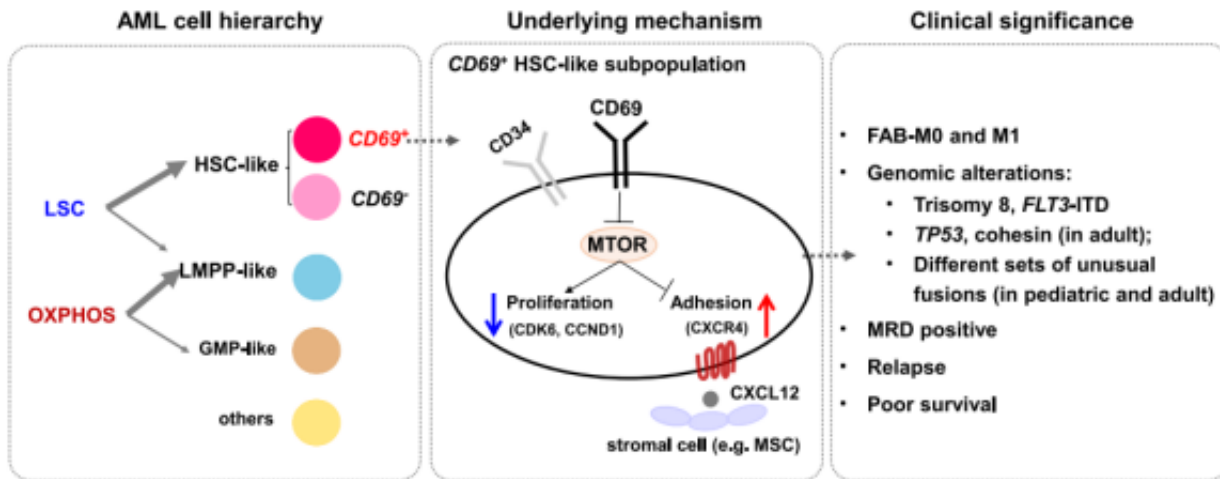 AML cell hierarchy
Underlying mechanism
Clinical significance
LSC
OXPHOS
HSC-like
CD69⁺
CD69⁻
LMPP-like
GMP-like
others
CD69⁺ HSC-like subpopulation
CD69
CD34
MTOR
Proliferation
(CDK6, CCND1)
Adhesion
(CXCR4)
CXCL12
stromal cell (e.g. MSC)
• FAB-M0 and M1
• Genomic alterations:
• Trisomy 8, FLT3-ITD
• TP53, cohesin (in adult);
• Different sets of unusual
fusions (in pediatric and adult)
• MRD positive
• Relapse
• Poor survival